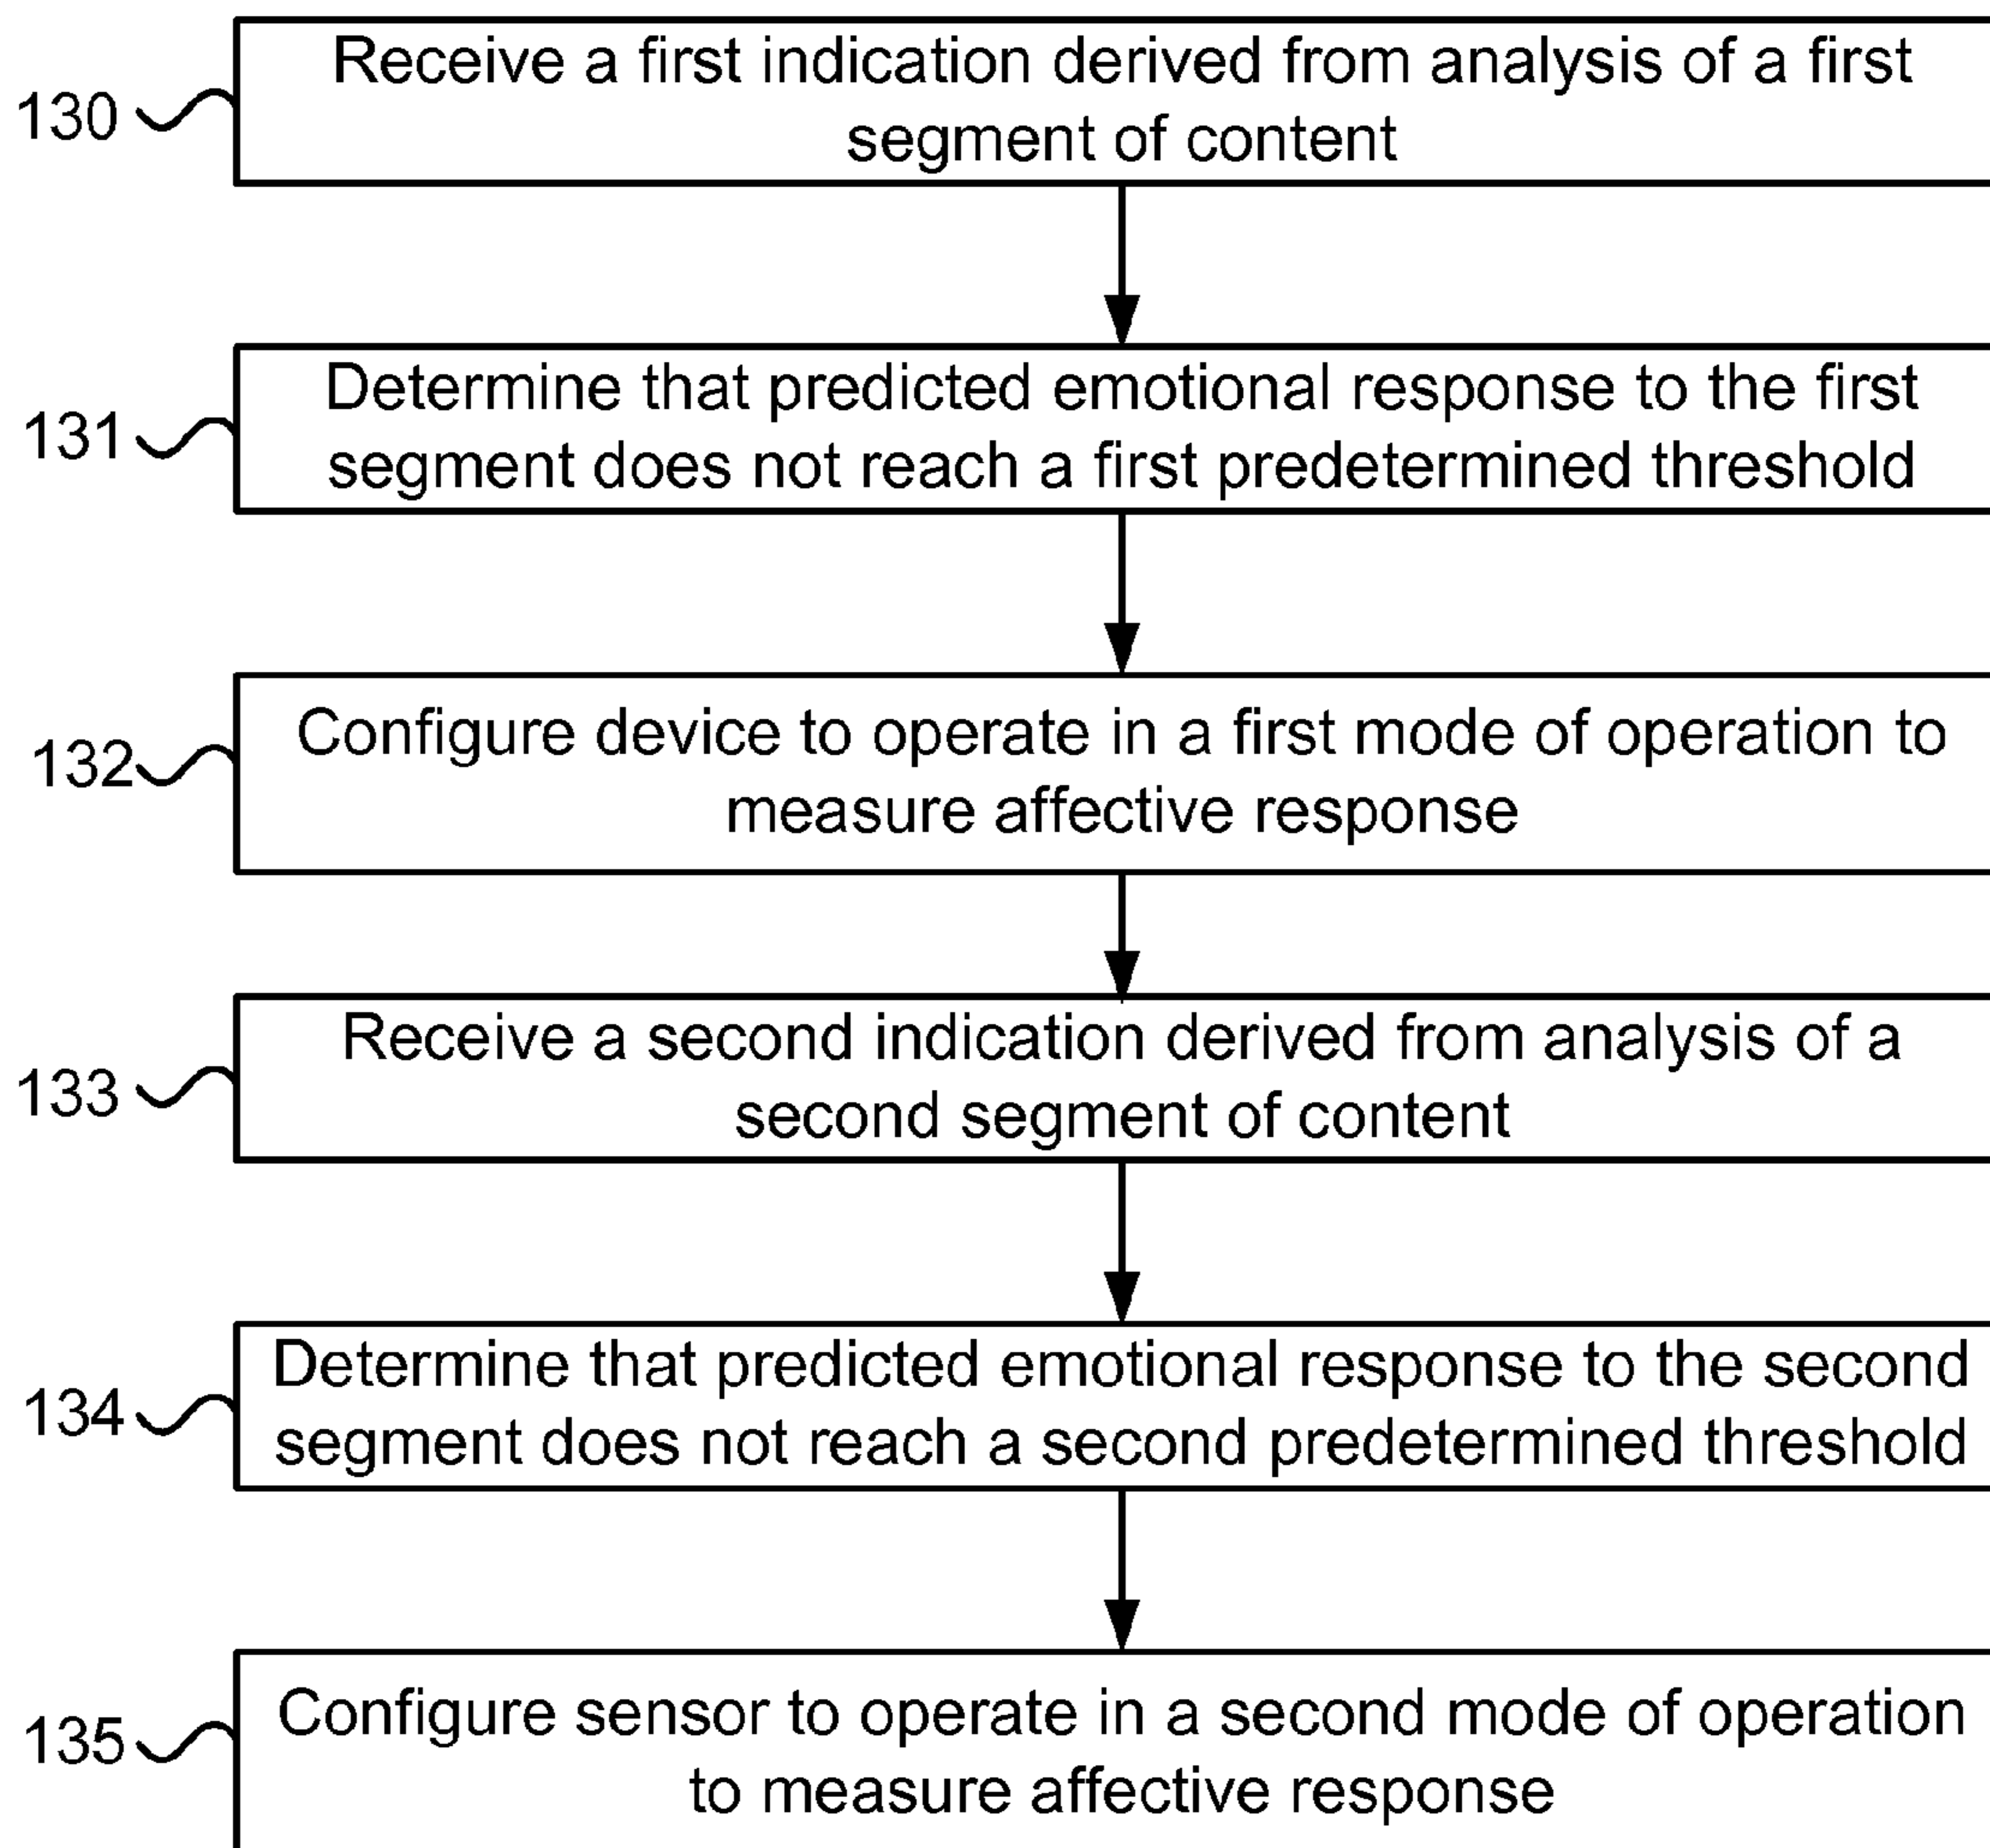 Receive a first indication derived from analysis of a first
130
segment of content
Determine that predicted emotional response to the first
131
segment does not reach a first predetermined threshold
Configure device to operate in a first mode of operation to
132
measure affective response
Receive a second indication derived from analysis of a
133
second segment of content
Determine that predicted emotional response to the second
134
segment does not reach a second predetermined threshold
Configure sensor to operate in a second mode of operation
135
to measure affective response